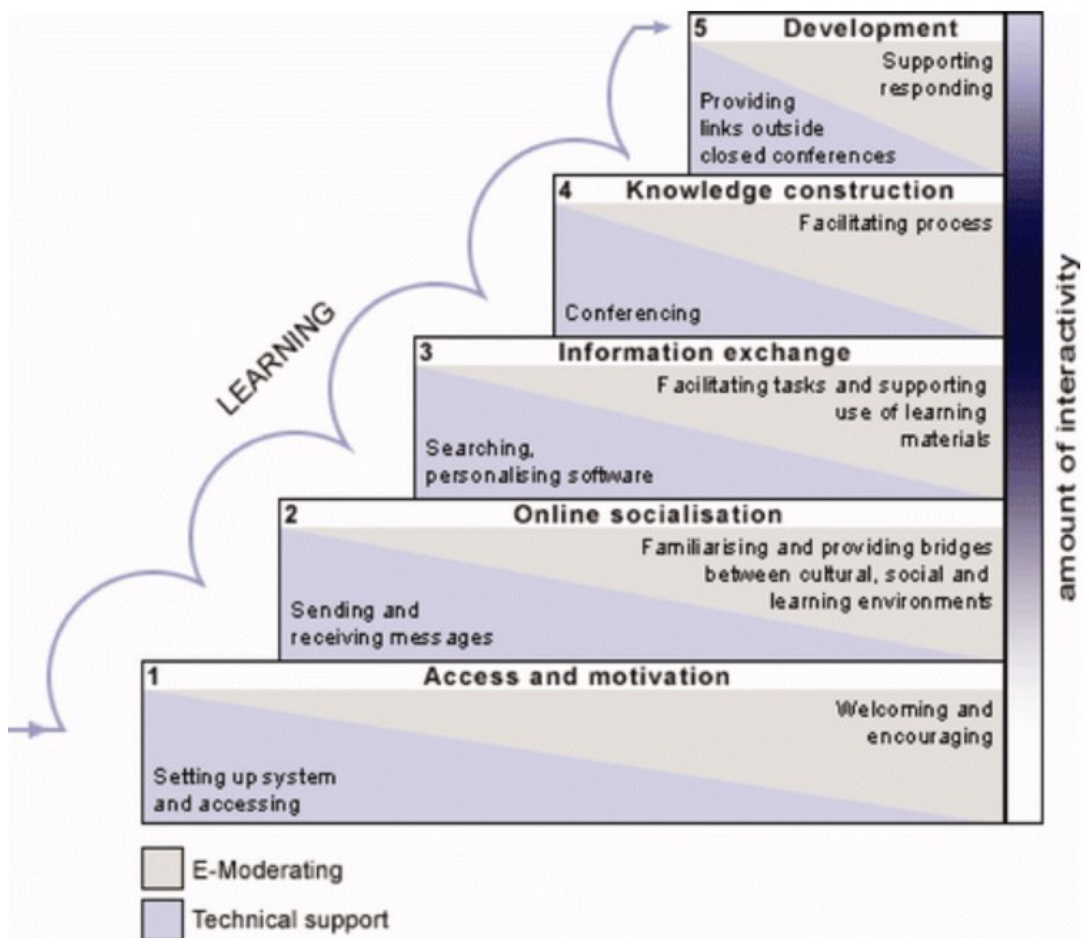 5 Development
Supporting
responding
Providing
links outside
closed conferences
4 Knowledge construction
Facilitating process
Conferencing
3 Information exchange
Facilitating tasks and supporting
use of learning
materials
Searching,
personalising software
2 Online socialisation
Familiarising and providing bridges
between cultural, social and
learning environments
Sending and
receiving messages
1 Access and motivation
Welcoming and
encouraging
Setting up system
and accessing
LEARNING
amount of interactivity
E-Moderating
Technical support